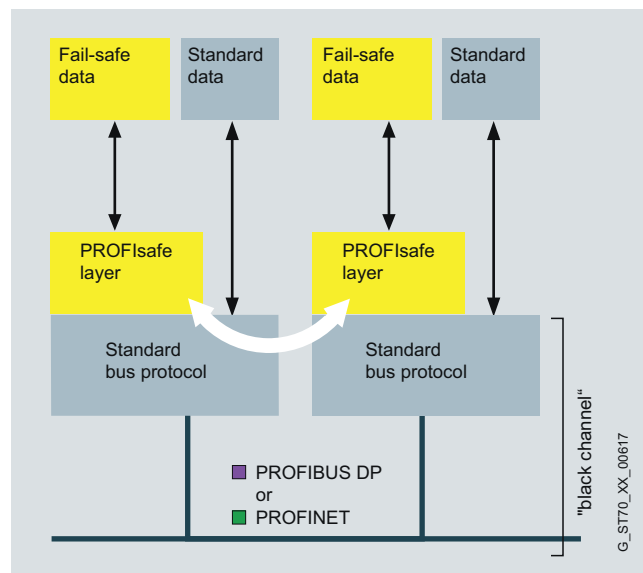 Fail-safe
data
Standard
data
Fail-safe
data
Standard
data
PROFIsafe
layer
PROFIsafe
layer
Standard
bus protocol
Standard
bus protocol
PROFIBUS DP
or
PROFINET
"black channel“
G_ST70_XX_00617